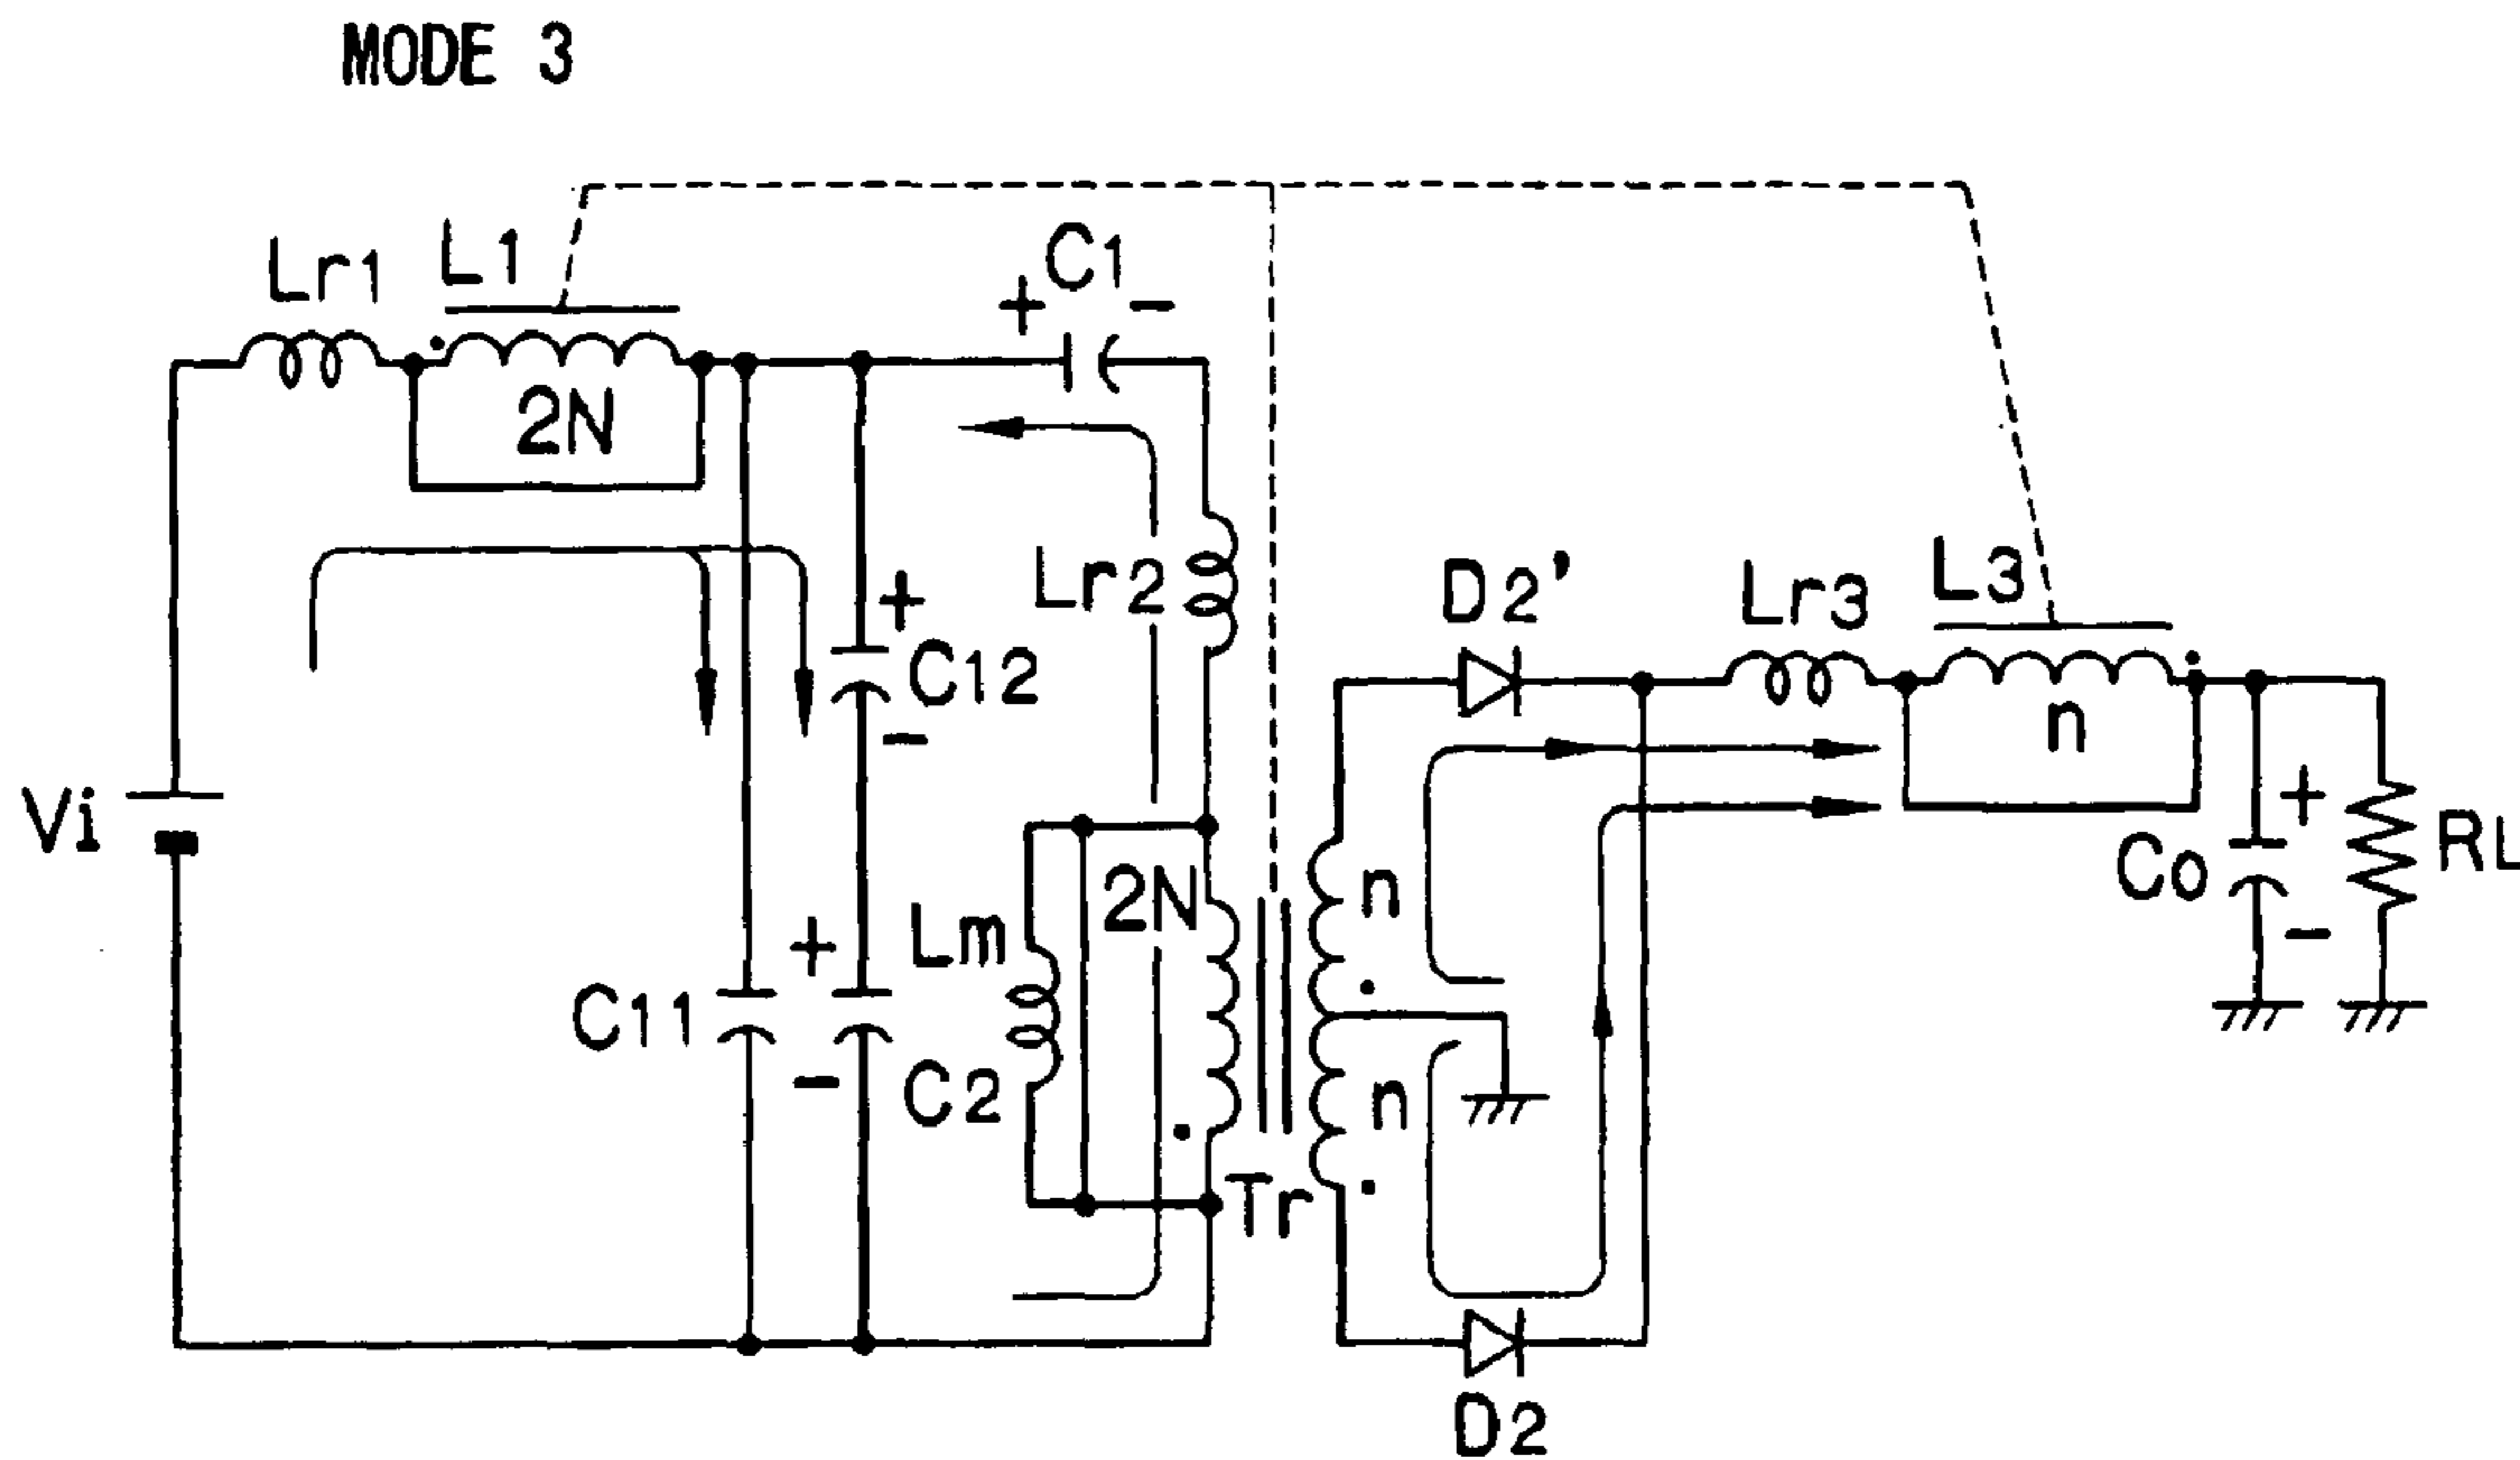 MODE 3
Lr1
L1
2N
+
C1
-
Lr2
+
C12
-
D2'
Lr3
L3
n
Vi
+
Co
-
RL
2N
n
Lm
+
C11
-
C2
n
Tr
D2